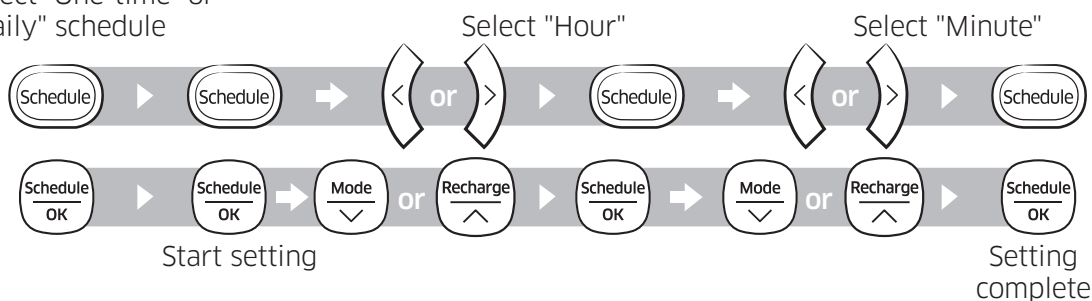 "One-time" or
"daily" schedule
Select "Hour"
Select "Minute"
Schedule
Schedule
<
or
>
Schedule
<
or
>
Schedule
Schedule
OK
Schedule
OK
Mode
or
Recharge
Schedule
OK
Mode
or
Recharge
Schedule
OK
Start setting
Setting
complete